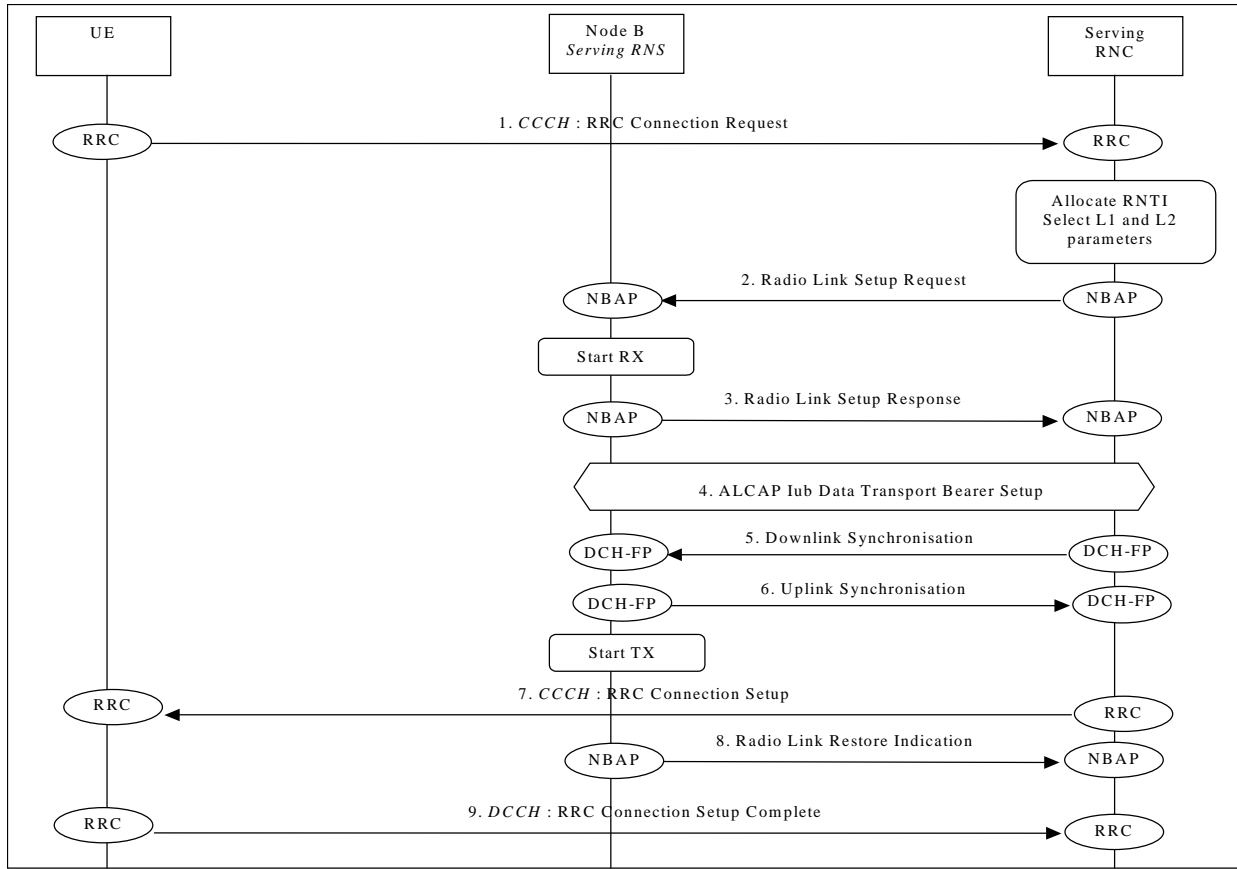 UE
Node B
Serving RNS
Serving
RNC
1. CCCH : RRC Connection Request
RRC
RRC
Allocate RNTI
Select L1 and L2
parameters
2. Radio Link Setup Request
NBAP
NBAP
Start RX
3. Radio Link Setup Response
NBAP
NBAP
4. ALCAP Iub Data Transport Bearer Setup
5. Downlink Synchronisation
DCH-FP
DCH-FP
6. Uplink Synchronisation
DCH-FP
DCH-FP
Start TX
7. CCCH : RRC Connection Setup
RRC
RRC
8. Radio Link Restore Indication
NBAP
NBAP
9. DCCH : RRC Connection Setup Complete
RRC
RRC